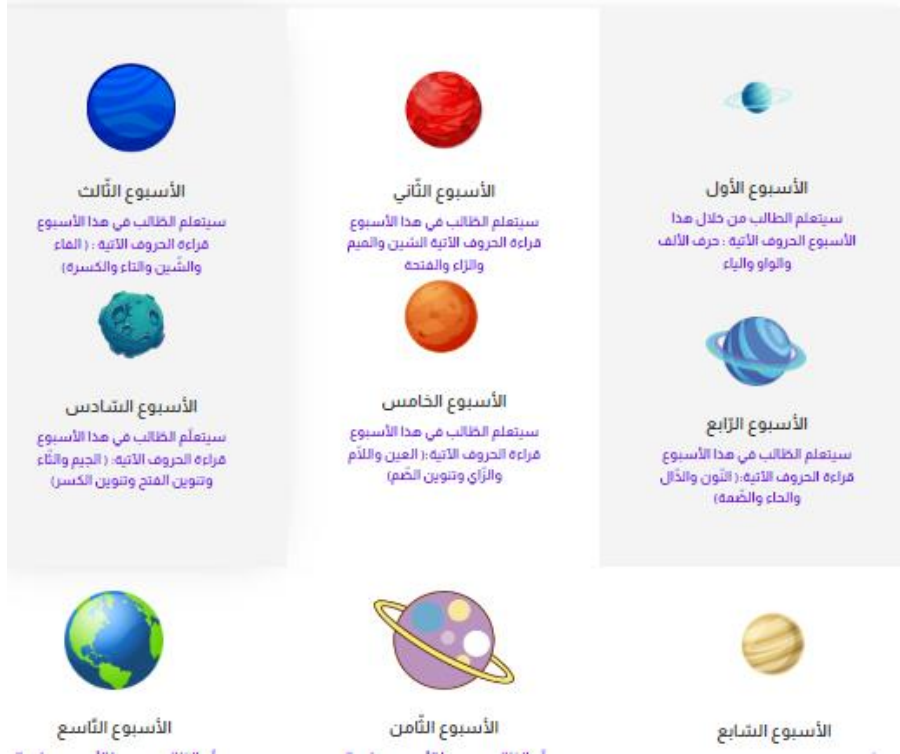 الأسبوع الأول
سيتعلم الطالب من خلال هذا
الأسبوع الحروف الأتية : حرف الألف
والواو والياء
الأسبوع الثّاني
سيتعلم الطّالب في هذا الأسبوع
قراءة الحروف الآتية الشين والميم
والرّاء والفتحة
الأسبوع الثّالث
سيتعلم الطّالب في هذا الأسبوع
قراءة الحروف الآتية : ( الفاء
والشّين والتاء والكسرة)
الأسبوع الرّابع
سيتعلم الطّالب في هذا الأسبوع
قراءة الحروف الآتية:( النّون والدّال
والحاء والضّمة)
الأسبوع الخامس
سيتعلم الطّالب في هذا الأسبوع
قراءة الحروف الآتية:( العين واللاّم
والزّاي وتنوين الضّم)
الأسبوع السّادس
سيتعلّم الطّالب في هذا الأسبوع
قراءة الحروف الآتية: ( الجيم والثّاء
وتنوين الفتح وتنوين الكسر)
الأسبوع السّابع
الأسبوع الثّامن
الأسبوع التّاسع